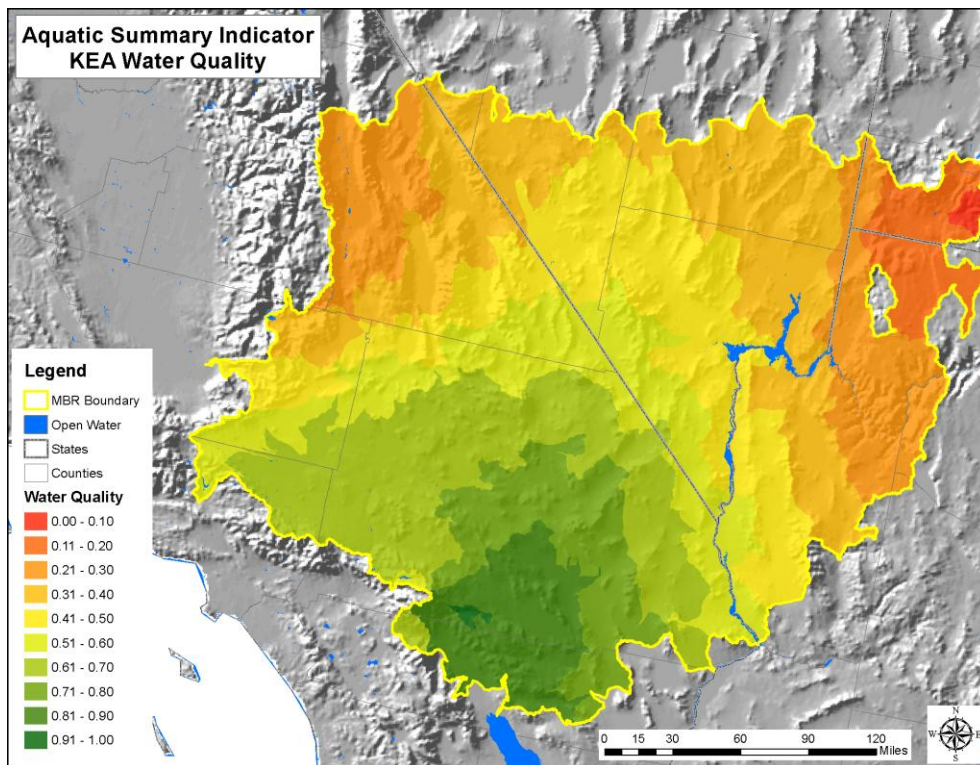 Aquatic Summary Indicator
KEA Water Quality
Legend
MBR Boundary
Open Water
States
Counties
Water Quality
0.00 - 0.10
0.11 - 0.20
0.21 - 0.30
0.31 - 0.40
0.41 - 0.50
0.51 - 0.60
0.61 - 0.70
0.71 - 0.80
0.81 - 0.90
0.91 - 1.00
0 15 30 60 90 120
Miles
N
W E
S